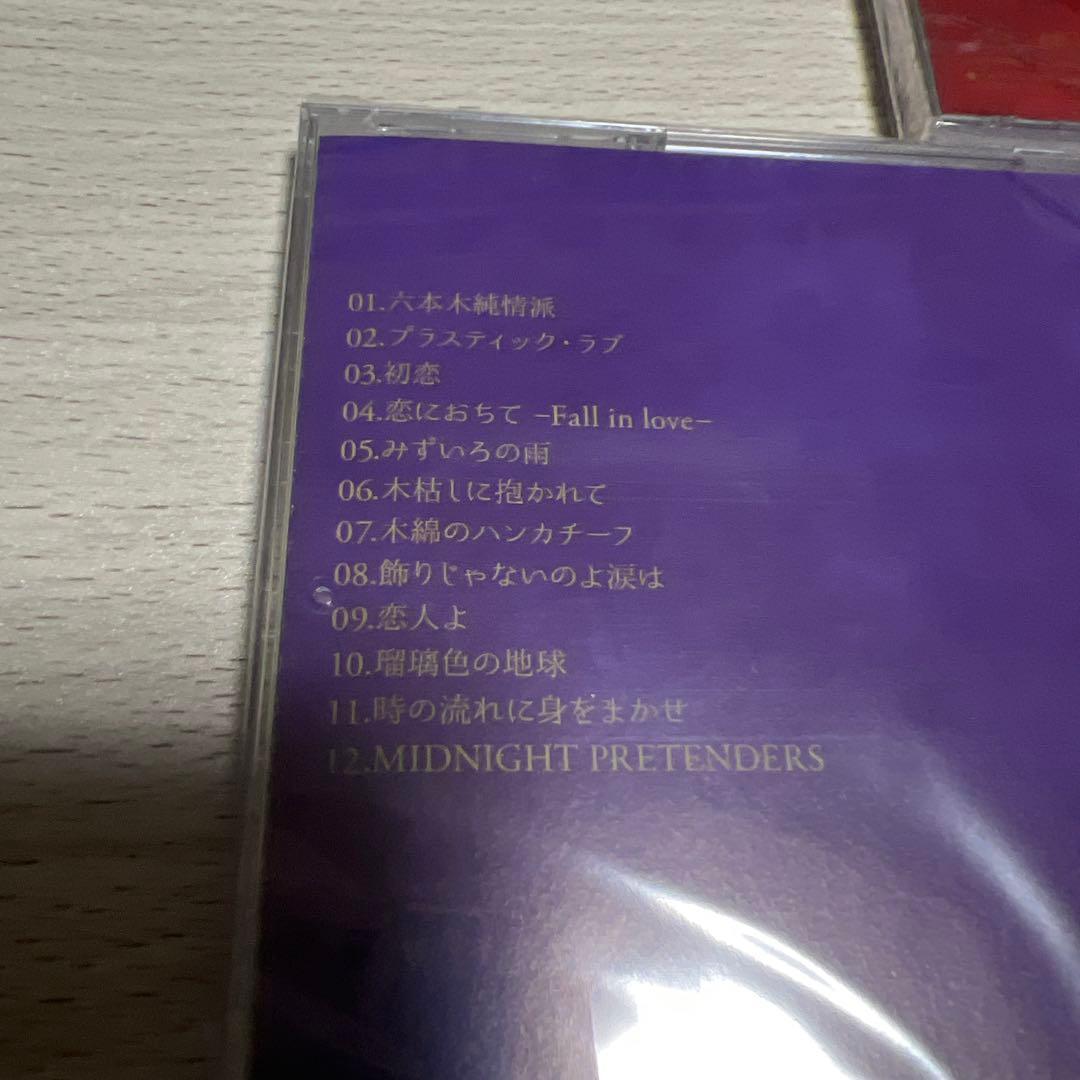 01.六本木純情派
02.プラスティック・ラブ
03.初恋
04.恋におちて −Fall in love−
05.みずいろの雨
06.木枯しに抱かれて
07.木綿のハンカチーフ
08.飾りじゃないのよ涙は
09.恋人よ
10.瑠璃色の地球
11.時の流れに身をまかせ
12.MIDNIGHT PRETENDERS